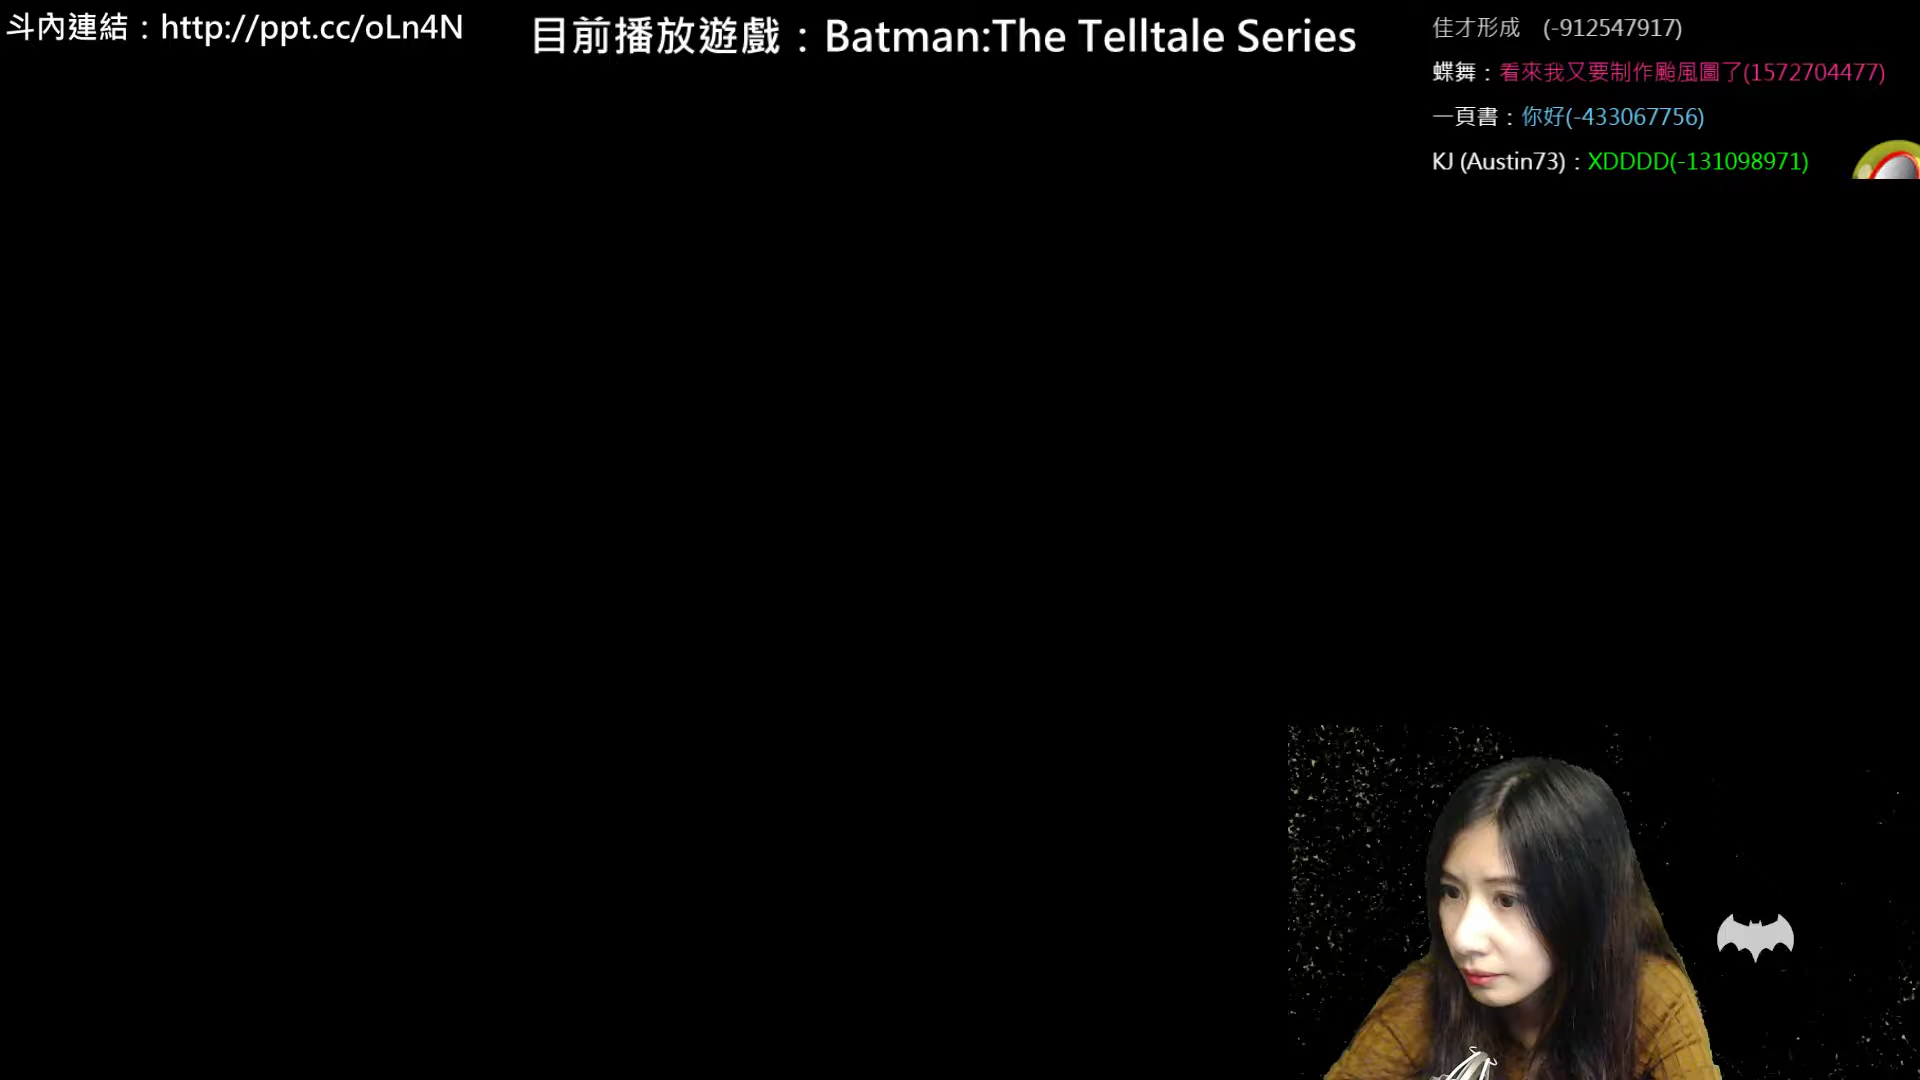 斗內連結：http://ppt.cc/oLn4N
目前播放遊戲：Batman:The Telltale Series
佳才形成 (-912547917)
蝶舞：看來我又要制作颱風圖了(1572704477)
一頁書：你好(-433067756)
KJ (Austin73)：XDDDD(-131098971)